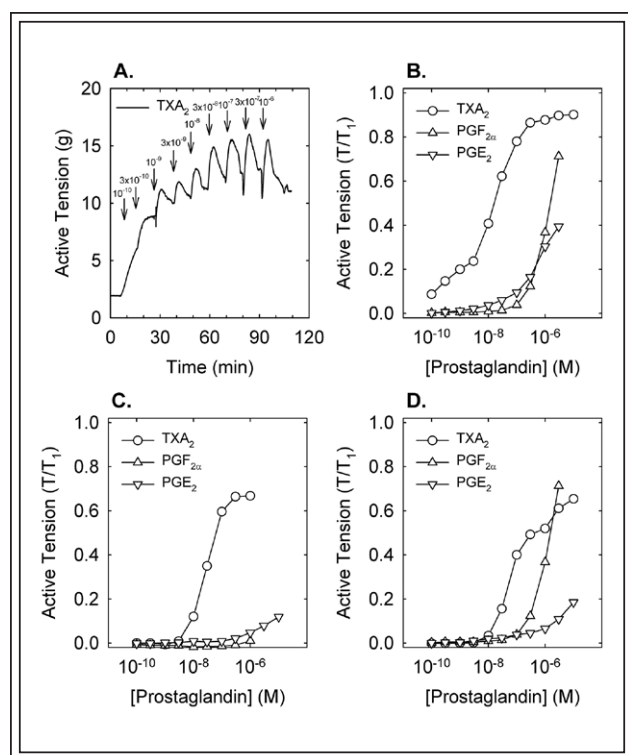 A.
TXA2
10-10
3x10-10
10-9
3x10-9
10-8
3x10-8
10-7
3x10-7
10-6
20
15
10
5
0
Active Tension (g)
0 30 60 90 120
Time (min)
B.
TXA2
PGF2α
PGE2
1.0
0.8
0.6
0.4
0.2
0.0
Active Tension (T/T1)
10-10 10-8 10-6
[Prostaglandin] (M)
C.
TXA2
PGF2α
PGE2
1.0
0.8
0.6
0.4
0.2
0.0
Active Tension (T/T1)
10-10 10-8 10-6
[Prostaglandin] (M)
D.
TXA2
PGF2α
PGE2
1.0
0.8
0.6
0.4
0.2
0.0
Active Tension (T/T1)
10-10 10-8 10-6
[Prostaglandin] (M)